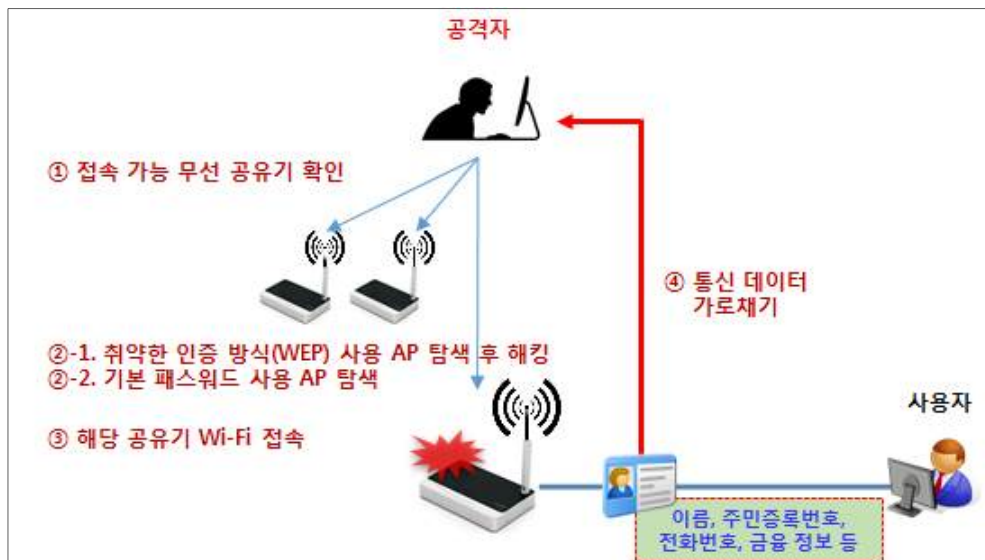 공격자
① 접속 가능 무선 공유기 확인
④ 통신 데이터
가로채기
②-1. 취약한 인증 방식(WEP) 사용 AP 탐색 후 해킹
②-2. 기본 패스워드 사용 AP 탐색
사용자
③ 해당 공유기 Wi-Fi 접속
이름, 주민증록번호,
전화번호, 금융 정보 등